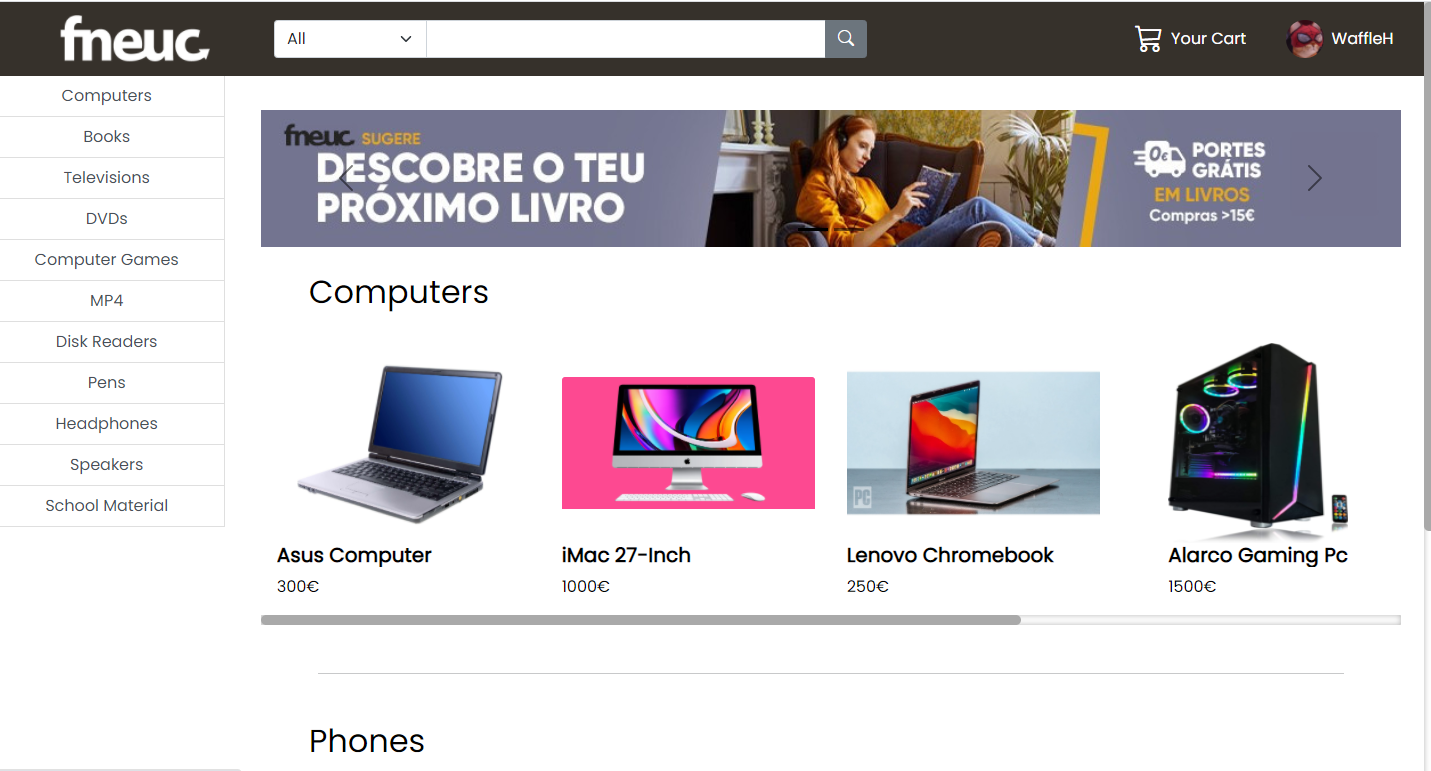 fneuc
All
Your Cart
WaffleH
Computers
Books
Televisions
DVDs
Computer Games
MP4
Disk Readers
Pens
Headphones
Speakers
School Material
fneuc SUGERE
DESCOBRE O TEU
PRÓXIMO LIVRO
0€
PORTES
GRÁTIS
EM LIVROS
Compras >15€
Computers
PC
Asus Computer
300€
iMac 27-Inch
1000€
Lenovo Chromebook
250€
Alarco Gaming Pc
1500€
Phones